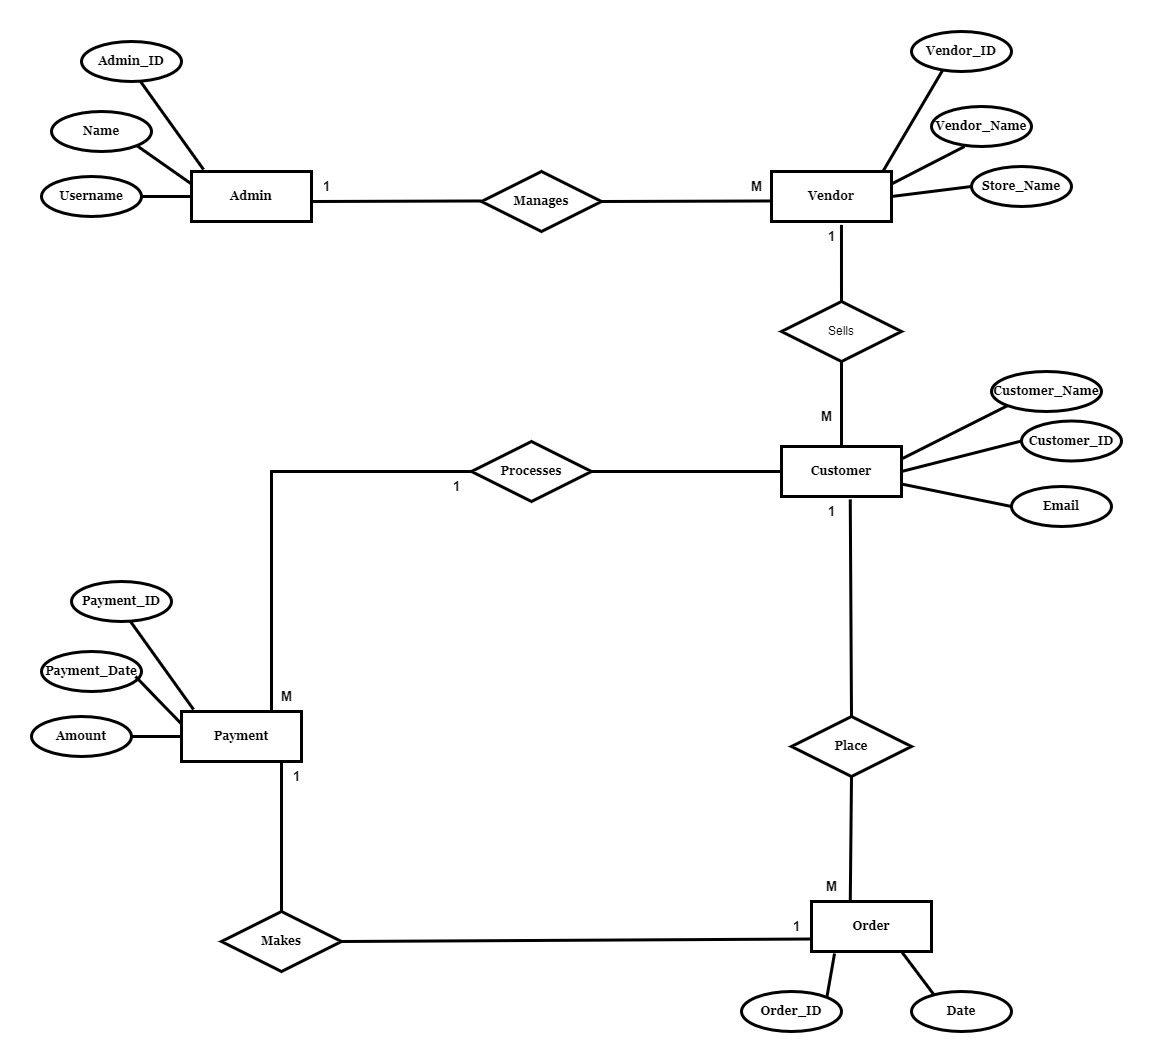 Vendor_ID
Admin_ID
Vendor_Name
Name
Store_Name
1
M
Username
Admin
Manages
Vendor
1
Sells
Customer_Name
M
Customer_ID
Processes
Customer
1
Email
1
Payment_ID
Payment_Date
M
Amount
Payment
Place
1
M
1
Order
Makes
Order_ID
Date